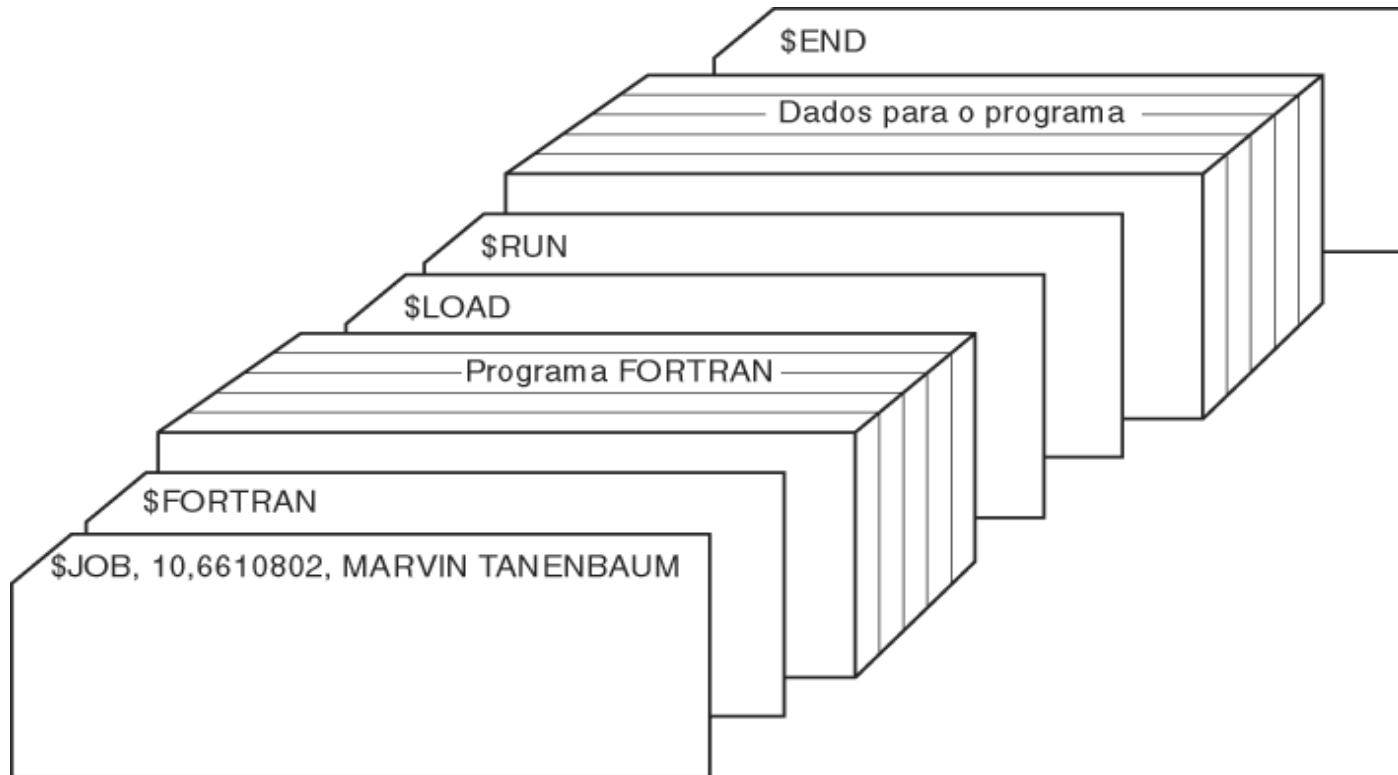 $END
Dados para o programa
$RUN
$LOAD
Programa FORTRAN
$FORTRAN
$JOB, 10,6610802, MARVIN TANENBAUM